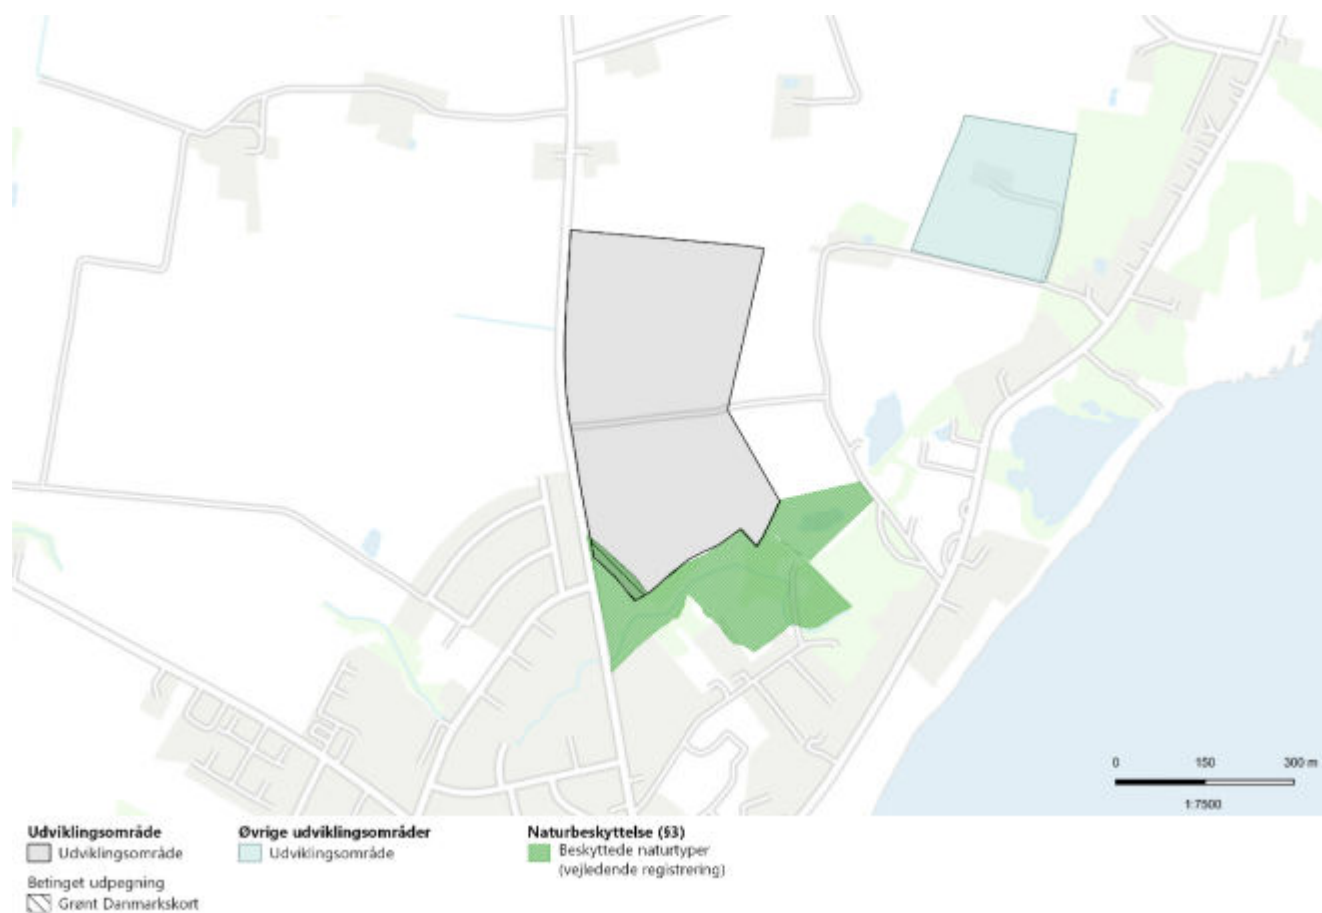 0 150 300 m
1:7500
Udviklingsområde
Udviklingsområde
Betinget udpegning
Grønt Danmarkskort
Øvrige udviklingsområder
Udviklingsområde
Naturbeskyttelse (§3)
Beskyttede naturtyper
(vejledende registrering)